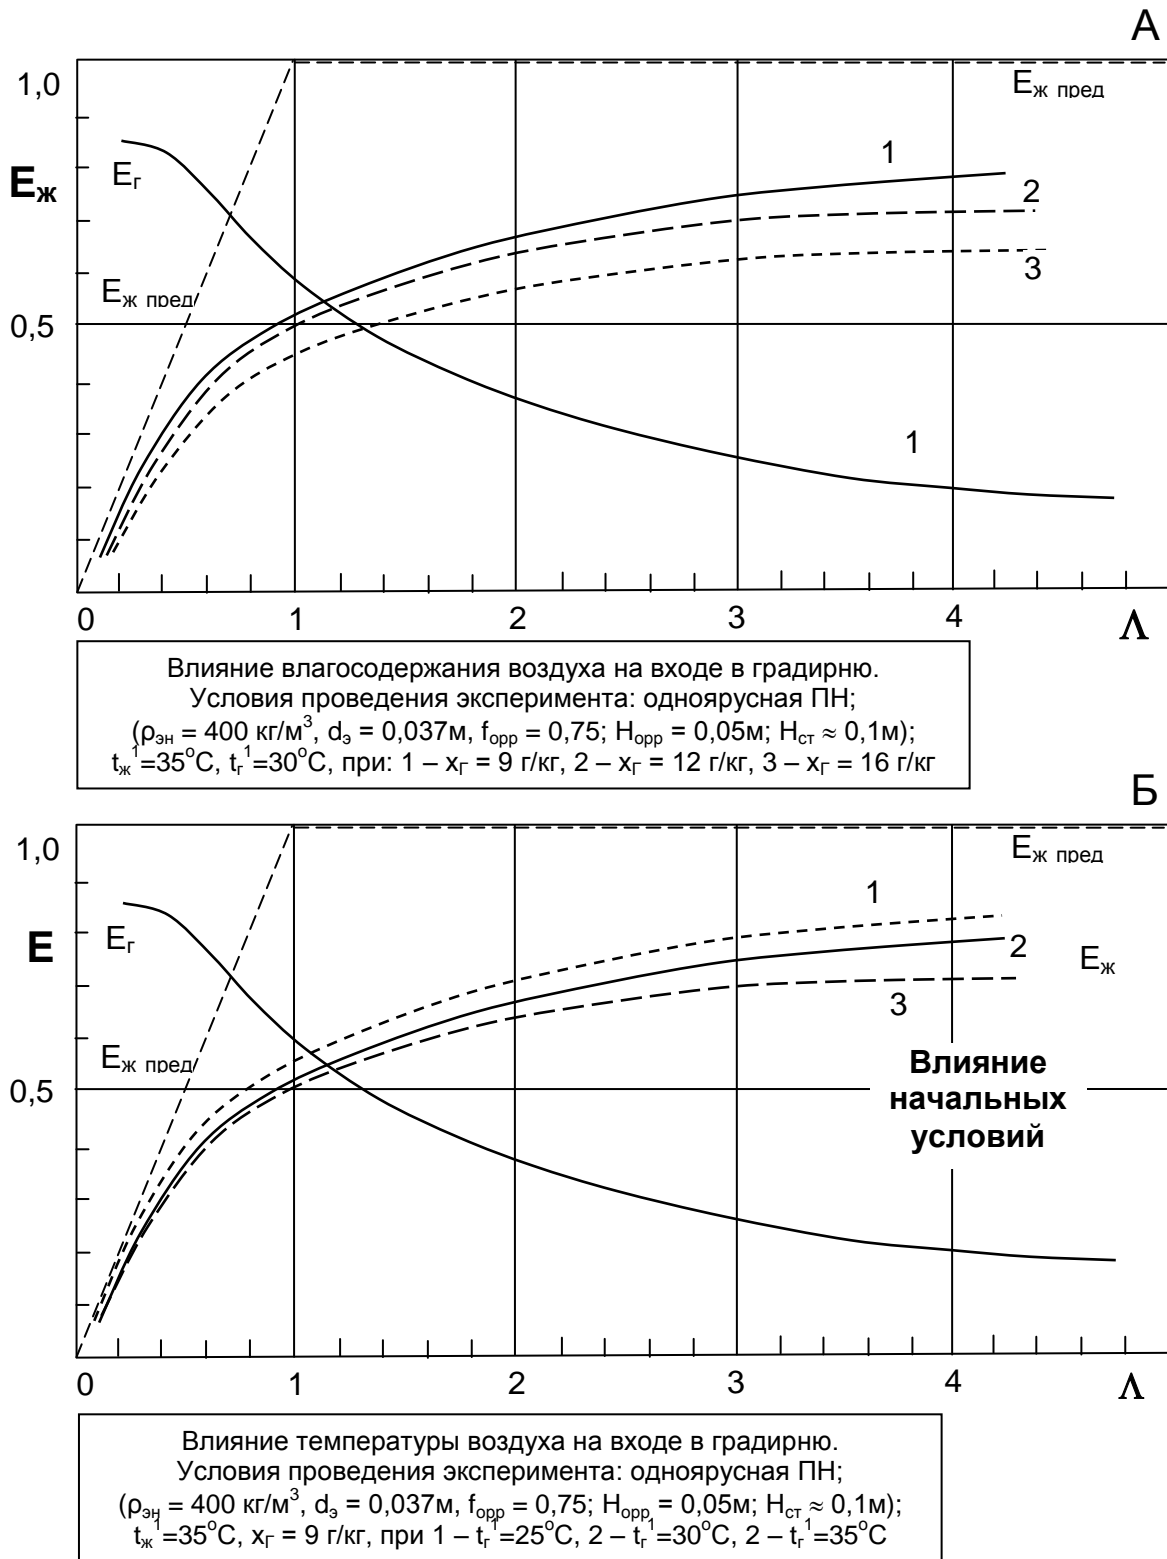 А
1,0
Eж пред
1
Eг
Eж
2
Eж пред
3
0,5
1
0
1
2
3
4
Λ
Влияние влагосодержания воздуха на входе в градирню.
Условия проведения эксперимента: одноярусная ПН;
(ρэн = 400 кг/м³, dэ = 0,037м, fорр = 0,75; Hорр = 0,05м; Hст ≈ 0,1м);
tж¹=35°C, tг¹=30°C, при: 1 – xГ = 9 г/кг, 2 – xГ = 12 г/кг, 3 – xГ = 16 г/кг
Б
1,0
Eж пред
1
Eг
E
2
Eж
3
Eж пред
Влияние
начальных
условий
0,5
0
1
2
3
4
Λ
Влияние температуры воздуха на входе в градирню.
Условия проведения эксперимента: одноярусная ПН;
(ρэн = 400 кг/м³, dэ = 0,037м, fорр = 0,75; Hорр = 0,05м; Hст ≈ 0,1м);
tж¹=35°C, xГ = 9 г/кг, при 1 – tг¹=25°C, 2 – tг¹=30°C, 2 – tг¹=35°C